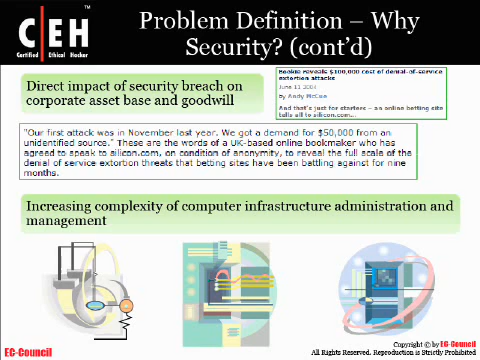 C|EH
TM
Certified Ethical Hacker
Problem Definition – Why
Security? (cont’d)
Direct impact of security breach on
corporate asset base and goodwill
Bookie reveals $100,000 cost of denial-of-service
extortion attacks
June 11 2004
by Andy McCue
And that's just for starters – an online betting site
tells all to silicon.com...
"Our first attack was in November last year. We got a demand for $50,000 from an
unidentified source." These are the words of a UK-based online bookmaker who has
agreed to speak to silicon.com, on condition of anonymity, to reveal the full scale of the
denial of service extortion threats that betting sites have been battling against for nine
months.
Increasing complexity of computer infrastructure administration and
management
EC-Council
Copyright © by EC-Council
All Rights Reserved. Reproduction is Strictly Prohibited